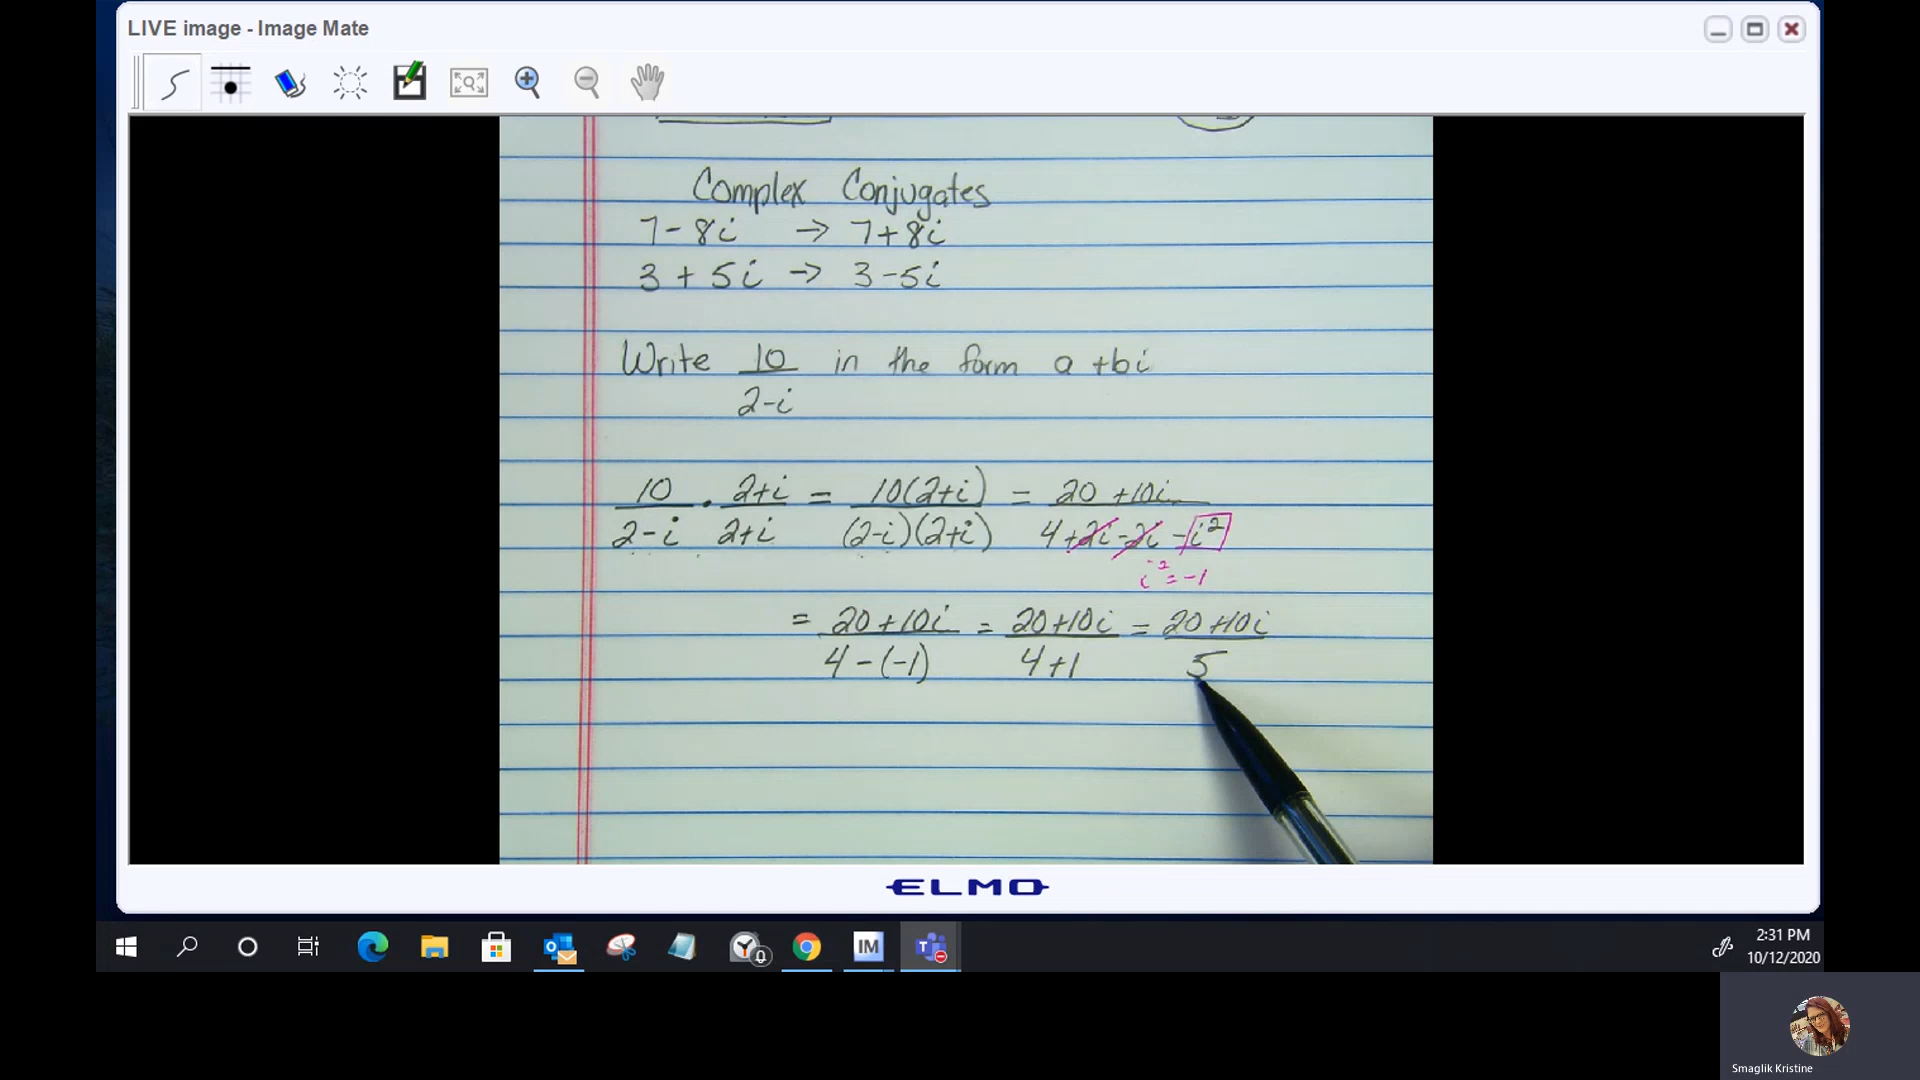 LIVE image - Image Mate
Complex Conjugates
7-8i → 7+8i
3 + 5i → 3-5i
Write 10/(2-i) in the form a +bi
10/(2-i) · (2+i)/(2+i) = 10(2+i)/((2-i)(2+i)) = (20 +10i)/(4+2i-2i-i²)
i²=-1
= (20+10i)/(4-(-1)) = (20+10i)/(4+1) = (20+10i)/5
ELMO
IM
2:31 PM
10/12/2020
Smaglik Kristine